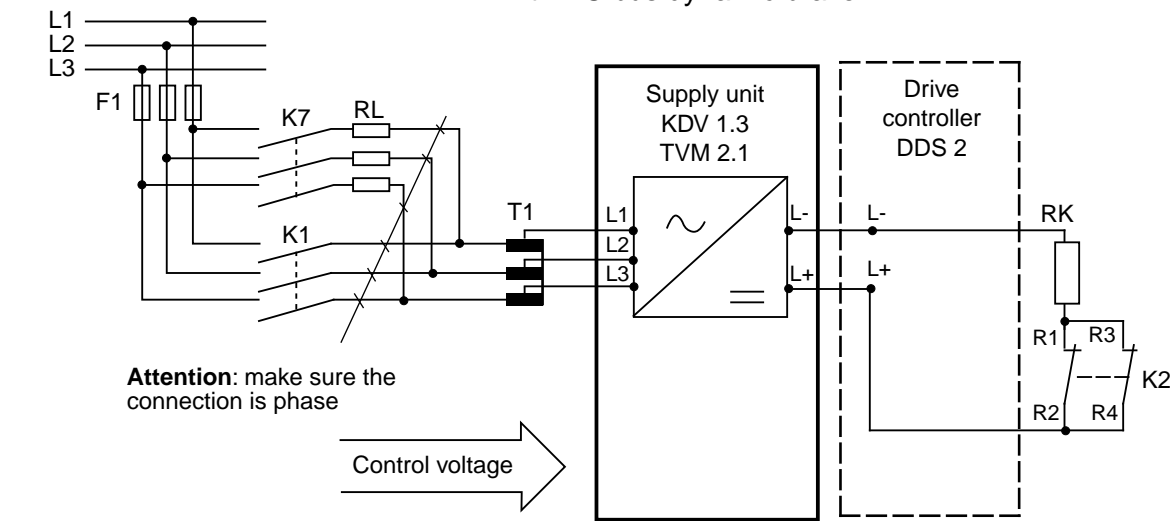 L1
L2
L3
F1
K7
RL
K1
T1
Attention: make sure the
connection is phase
Control voltage
Supply unit
KDV 1.3
TVM 2.1
L1
L2
L3
L-
L+
Drive
controller
DDS 2
L-
L+
RK
R1
R3
K2
R2
R4